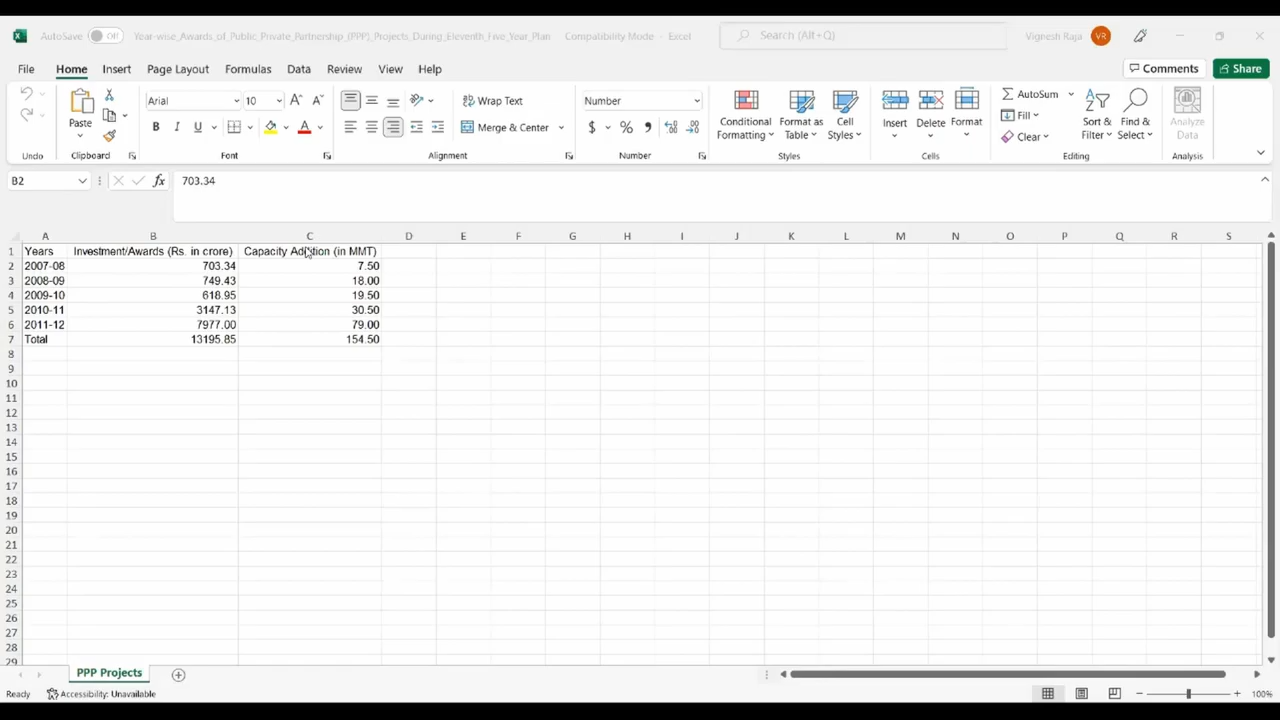 AutoSave Off Year-wise_Awards_of_Public_Private_Partnership_(PPP)_Projects_During_Eleventh_Five_Year_Plan Compatibility Mode - Excel Search (Alt+Q) Vignesh Raja VR
File Home Insert Page Layout Formulas Data Review View Help Comments Share
Arial 10 Wrap Text Number AutoSum
Paste B I U Merge & Center $ % Conditional Formatting Format as Table Cell Styles Insert Delete Format Fill Clear Sort & Filter Find & Select Analyze Data
Undo Clipboard Font Alignment Number Styles Cells Editing Analysis
B2 fx 703.34
A B C D E F G H I J K L M N O P Q R S
1 Years Investment/Awards (Rs. in crore) Capacity Addition (in MMT)
2 2007-08 703.34 7.50
3 2008-09 749.43 18.00
4 2009-10 618.95 19.50
5 2010-11 3147.13 30.50
6 2011-12 7977.00 79.00
7 Total 13195.85 154.50
8
9
10
11
12
13
14
15
16
17
18
19
20
21
22
23
24
25
26
27
28
29
PPP Projects
Ready Accessibility: Unavailable 100%